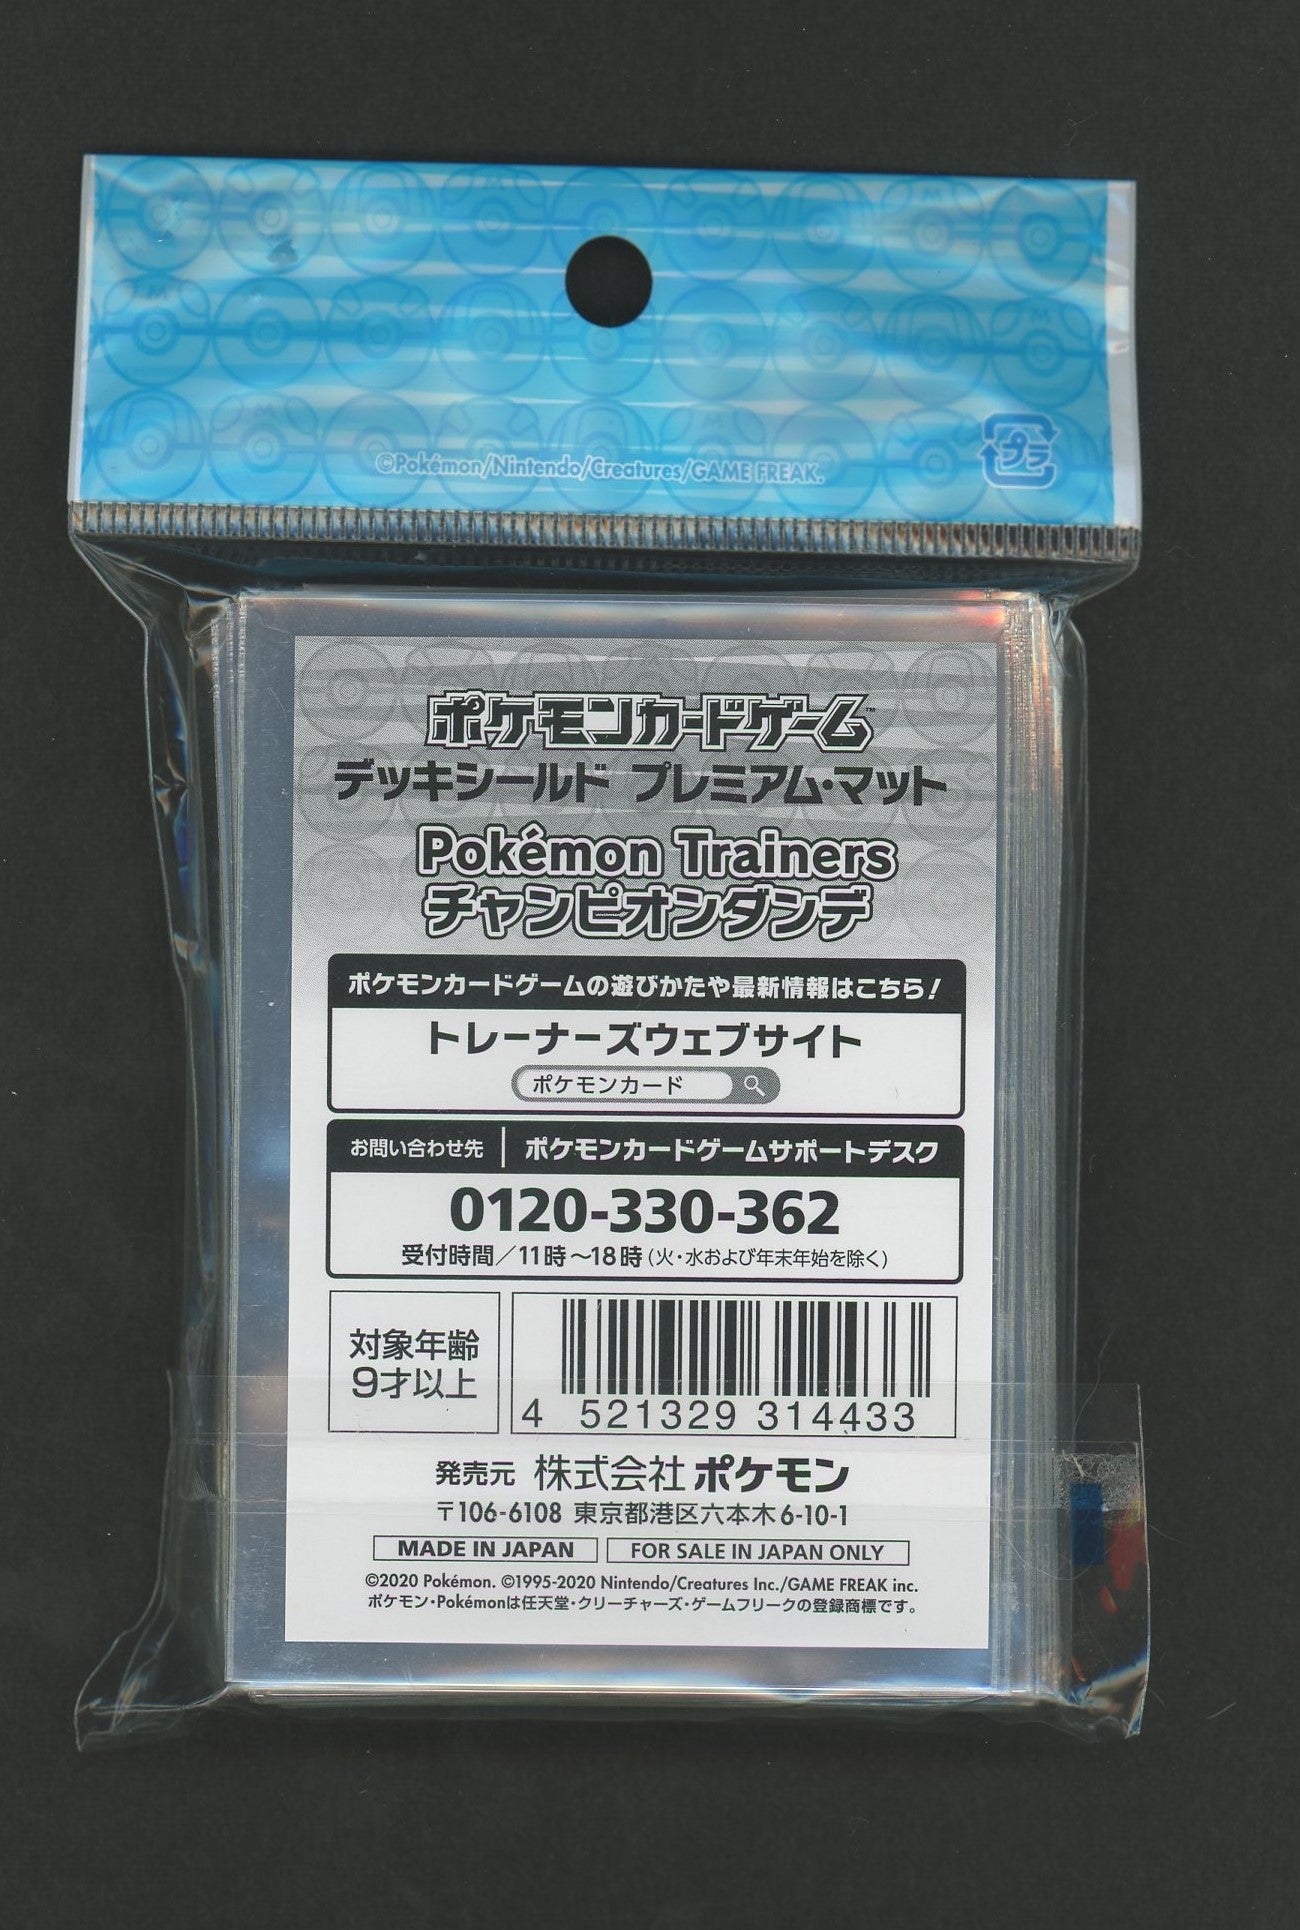 ©Pokémon/Nintendo/Creatures/GAME FREAK.
プラ
ポケモンカードゲーム™
デッキシールド プレミアム・マット
Pokémon Trainers
チャンピオンダンデ
ポケモンカードゲームの遊びかたや最新情報はこちら!
トレーナーズウェブサイト
ポケモンカード
お問い合わせ先 | ポケモンカードゲームサポートデスク
0120-330-362
受付時間/11時~18時(火・水および年末年始を除く)
対象年齢
9才以上
4 521329 314433
発売元 株式会社ポケモン
〒106-6108 東京都港区六本木6-10-1
MADE IN JAPAN FOR SALE IN JAPAN ONLY
©2020 Pokémon. ©1995-2020 Nintendo/Creatures Inc./GAME FREAK inc.
ポケモン・Pokémonは任天堂・クリーチャーズ・ゲームフリークの登録商標です。